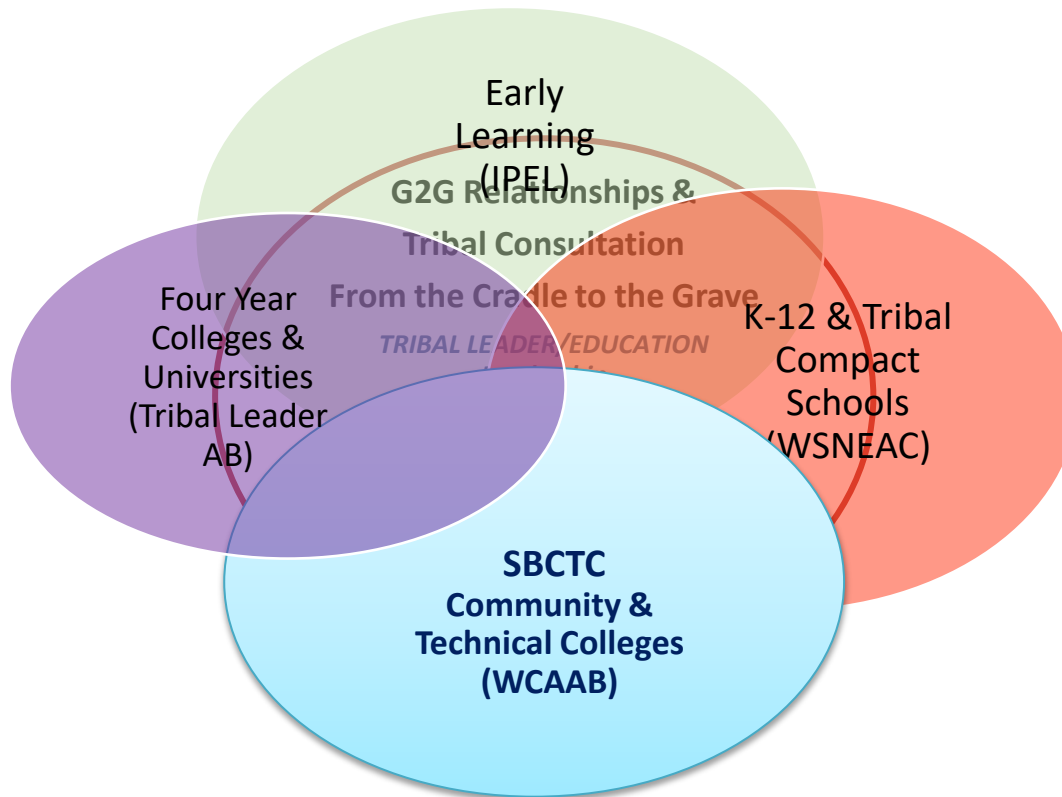 Early
Learning
(IPEL)
G2G Relationships &
Tribal Consultation
From the Cradle to the Grave
TRIBAL LEADER/EDUCATION
Four Year
Colleges &
Universities
(Tribal Leader
AB)
K-12 & Tribal
Compact
Schools
(WSNEAC)
SBCTC
Community &
Technical Colleges
(WCAAB)